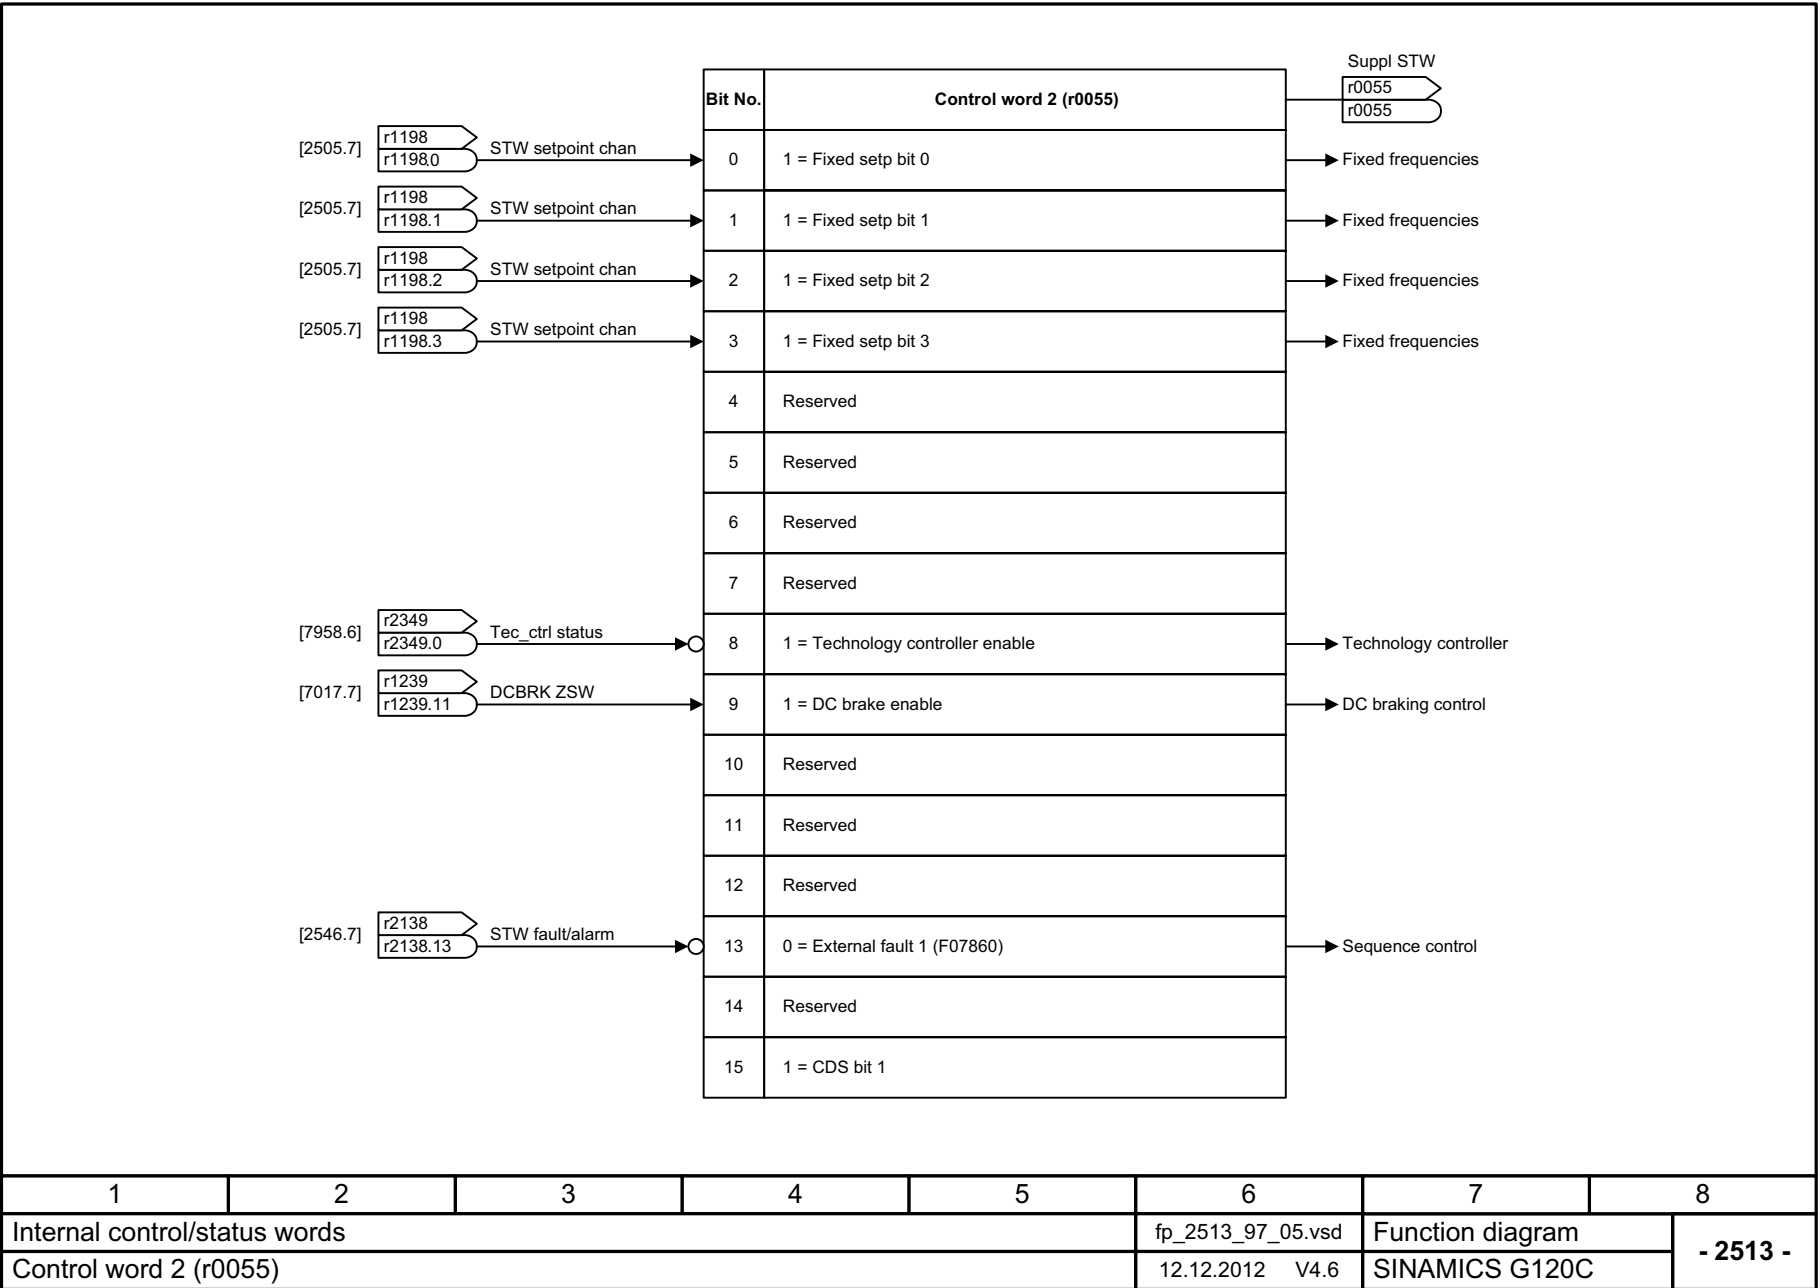 Suppl STW
r0055
r0055
Bit No. Control word 2 (r0055)
[2505.7] r1198 r1198.0 STW setpoint chan 0 1 = Fixed setp bit 0 Fixed frequencies
[2505.7] r1198 r1198.1 STW setpoint chan 1 1 = Fixed setp bit 1 Fixed frequencies
[2505.7] r1198 r1198.2 STW setpoint chan 2 1 = Fixed setp bit 2 Fixed frequencies
[2505.7] r1198 r1198.3 STW setpoint chan 3 1 = Fixed setp bit 3 Fixed frequencies
4 Reserved
5 Reserved
6 Reserved
7 Reserved
[7958.6] r2349 r2349.0 Tec_ctrl status 8 1 = Technology controller enable Technology controller
[7017.7] r1239 r1239.11 DCBRK ZSW 9 1 = DC brake enable DC braking control
10 Reserved
11 Reserved
12 Reserved
[2546.7] r2138 r2138.13 STW fault/alarm 13 0 = External fault 1 (F07860) Sequence control
14 Reserved
15 1 = CDS bit 1
1 2 3 4 5 6 7 8
Internal control/status words fp_2513_97_05.vsd Function diagram - 2513 -
Control word 2 (r0055) 12.12.2012 V4.6 SINAMICS G120C